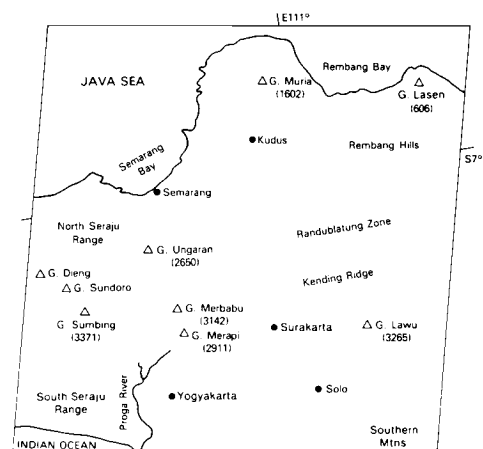 E111°
JAVA SEA
Rembang Bay
G. Muria
(1602)
G. Lasen
(606)
Kudus
Rembang Hills
S7°
Semarang
Bay
Semarang
North Seraju
Range
Randublatung Zone
G. Ungaran
(2650)
Kending Ridge
G. Dieng
G. Sundoro
G. Sumbing
(3371)
G. Merbabu
(3142)
G. Merapi
(2911)
Surakarta
G. Lawu
(3265)
South Seraju
Range
Proga River
Yogyakarta
Solo
Southern
Mtns
INDIAN OCEAN